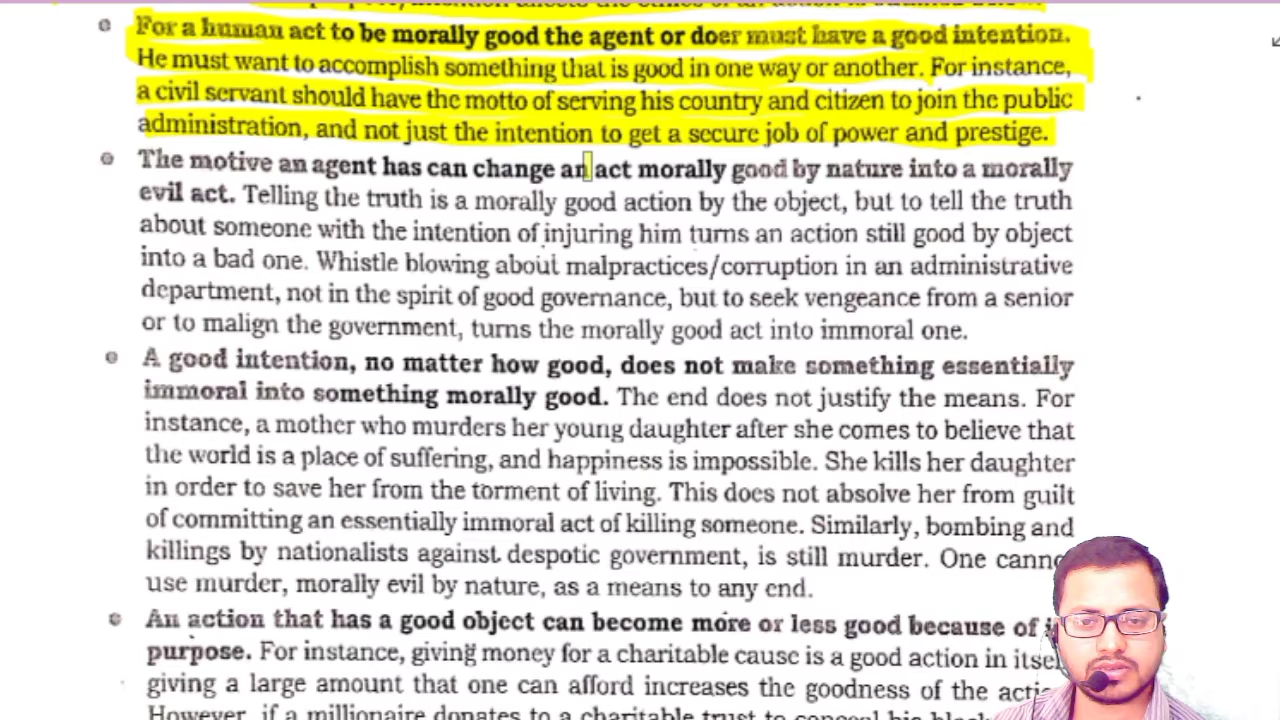 For a human act to be morally good the agent or doer must have a good intention.
He must want to accomplish something that is good in one way or another. For instance,
a civil servant should have the motto of serving his country and citizen to join the public
administration, and not just the intention to get a secure job of power and prestige.
The motive an agent has can change an act morally good by nature into a morally
evil act. Telling the truth is a morally good action by the object, but to tell the truth
about someone with the intention of injuring him turns an action still good by object
into a bad one. Whistle blowing about malpractices/corruption in an administrative
department, not in the spirit of good governance, but to seek vengeance from a senior
or to malign the government, turns the morally good act into immoral one.
A good intention, no matter how good, does not make something essentially
immoral into something morally good. The end does not justify the means. For
instance, a mother who murders her young daughter after she comes to believe that
the world is a place of suffering, and happiness is impossible. She kills her daughter
in order to save her from the torment of living. This does not absolve her from guilt
of committing an essentially immoral act of killing someone. Similarly, bombing and
killings by nationalists against despotic government, is still murder. One
use murder, morally evil by nature, as a means to any end.
An action that has a good object can become more or less good because of
purpose. For instance, giving money for a charitable cause is a good action in
giving a large amount that one can afford increases the goodness of the
However, if a millionaire donates to a charitable trust to conceal his